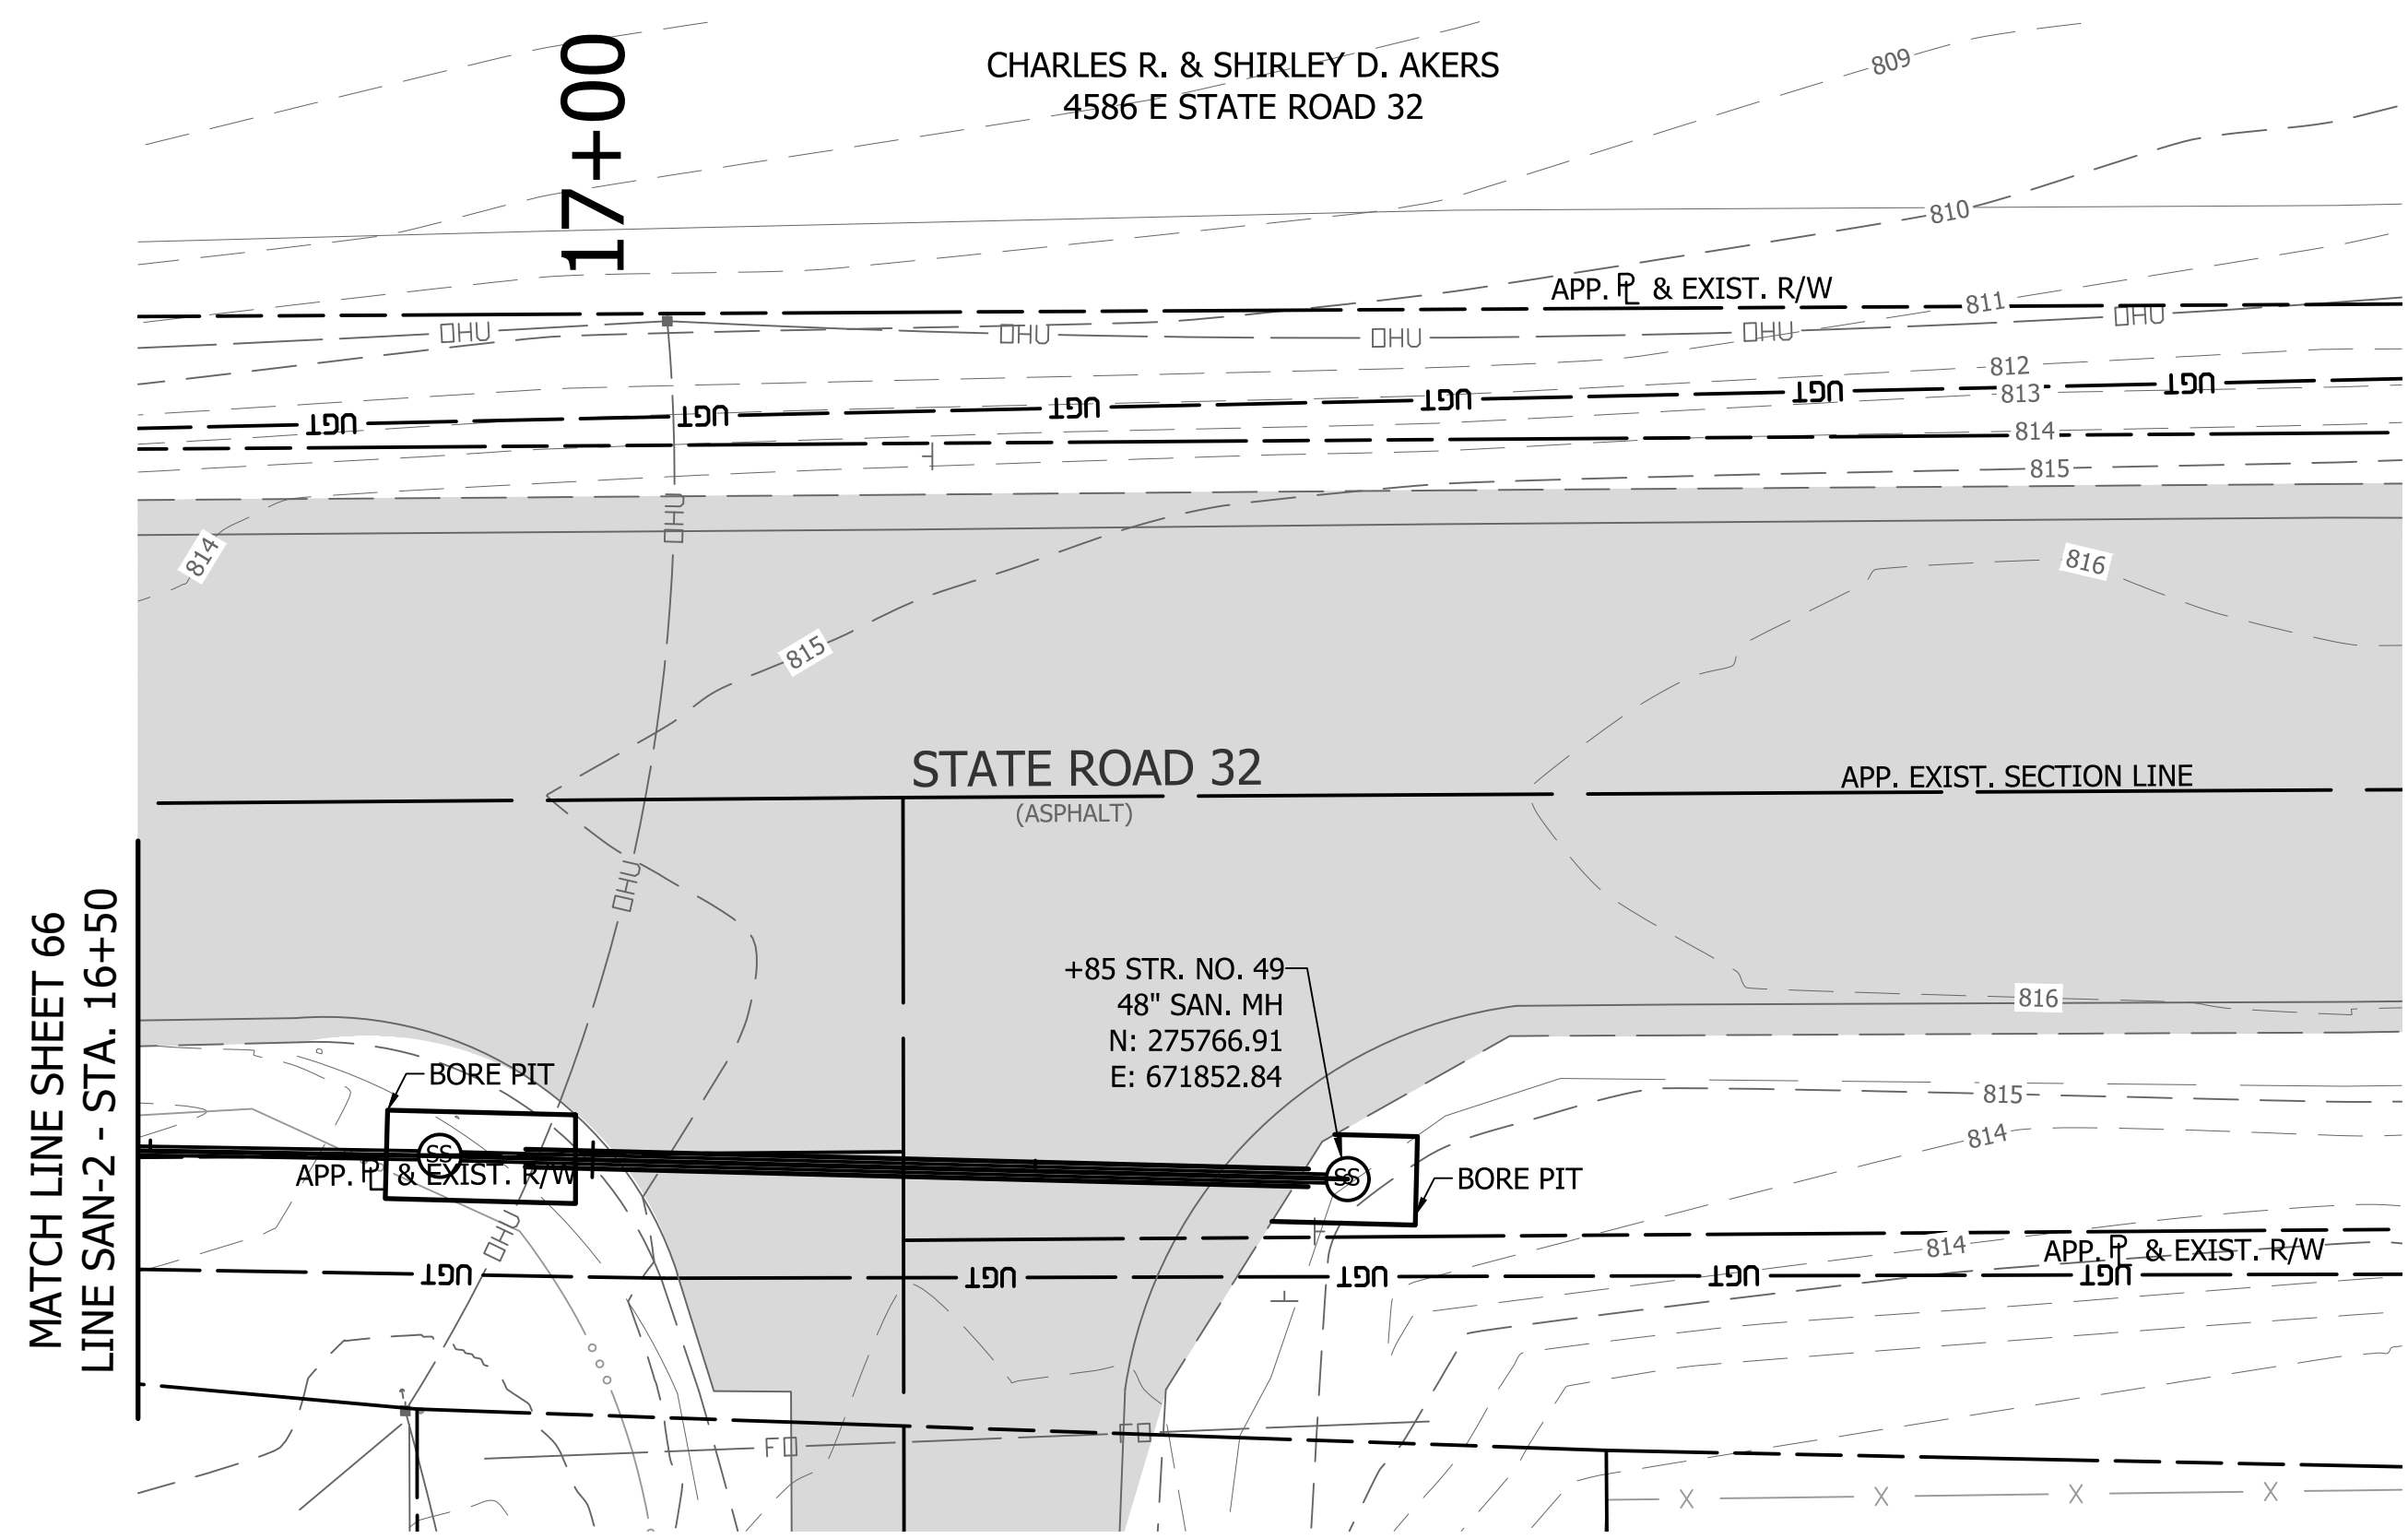 17+00
CHARLES R. & SHIRLEY D. AKERS
4586 E STATE ROAD 32
809
810
APP. PL & EXIST. R/W
811
OHU
OHU
OHU
OHU
OHU
812
UGT
UGT
UGT
UGT
UGT
UGT
813
814
815
OHU
814
816
815
STATE ROAD 32
(ASPHALT)
APP. EXIST. SECTION LINE
OHU
MATCH LINE SHEET 66
LINE SAN-2 - STA. 16+50
+85 STR. NO. 49
48" SAN. MH
N: 275766.91
E: 671852.84
816
BORE PIT
815
814
SS
APP. PL & EXIST. R/W
SS
BORE PIT
OHU
814
APP. PL & EXIST. R/W
UGT
UGT
UGT
UGT
UGT
FO
FO
X
X
X
X